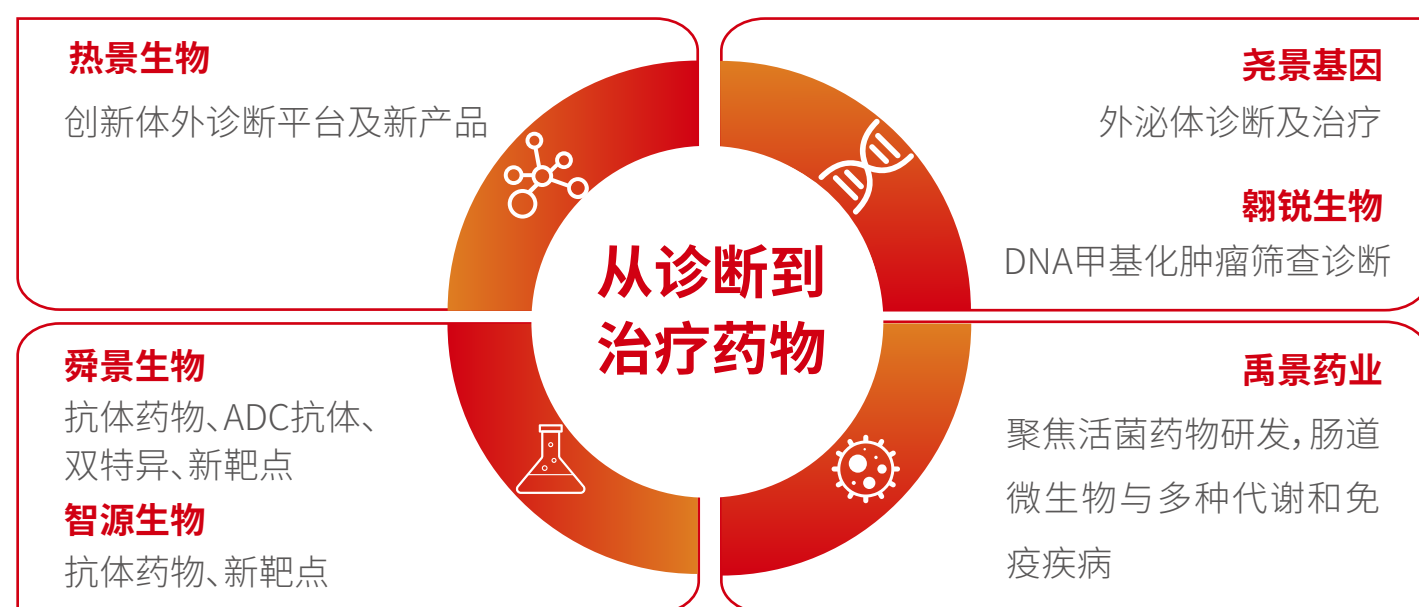 热景生物
创新体外诊断平台及新产品
尧景基因
外泌体诊断及治疗
翱锐生物
DNA甲基化肿瘤筛查诊断
从诊断到
治疗药物
舜景生物
抗体药物、ADC抗体、
双特异、新靶点
智源生物
抗体药物、新靶点
禹景药业
聚焦活菌药物研发，肠道
微生物与多种代谢和免
疫疾病